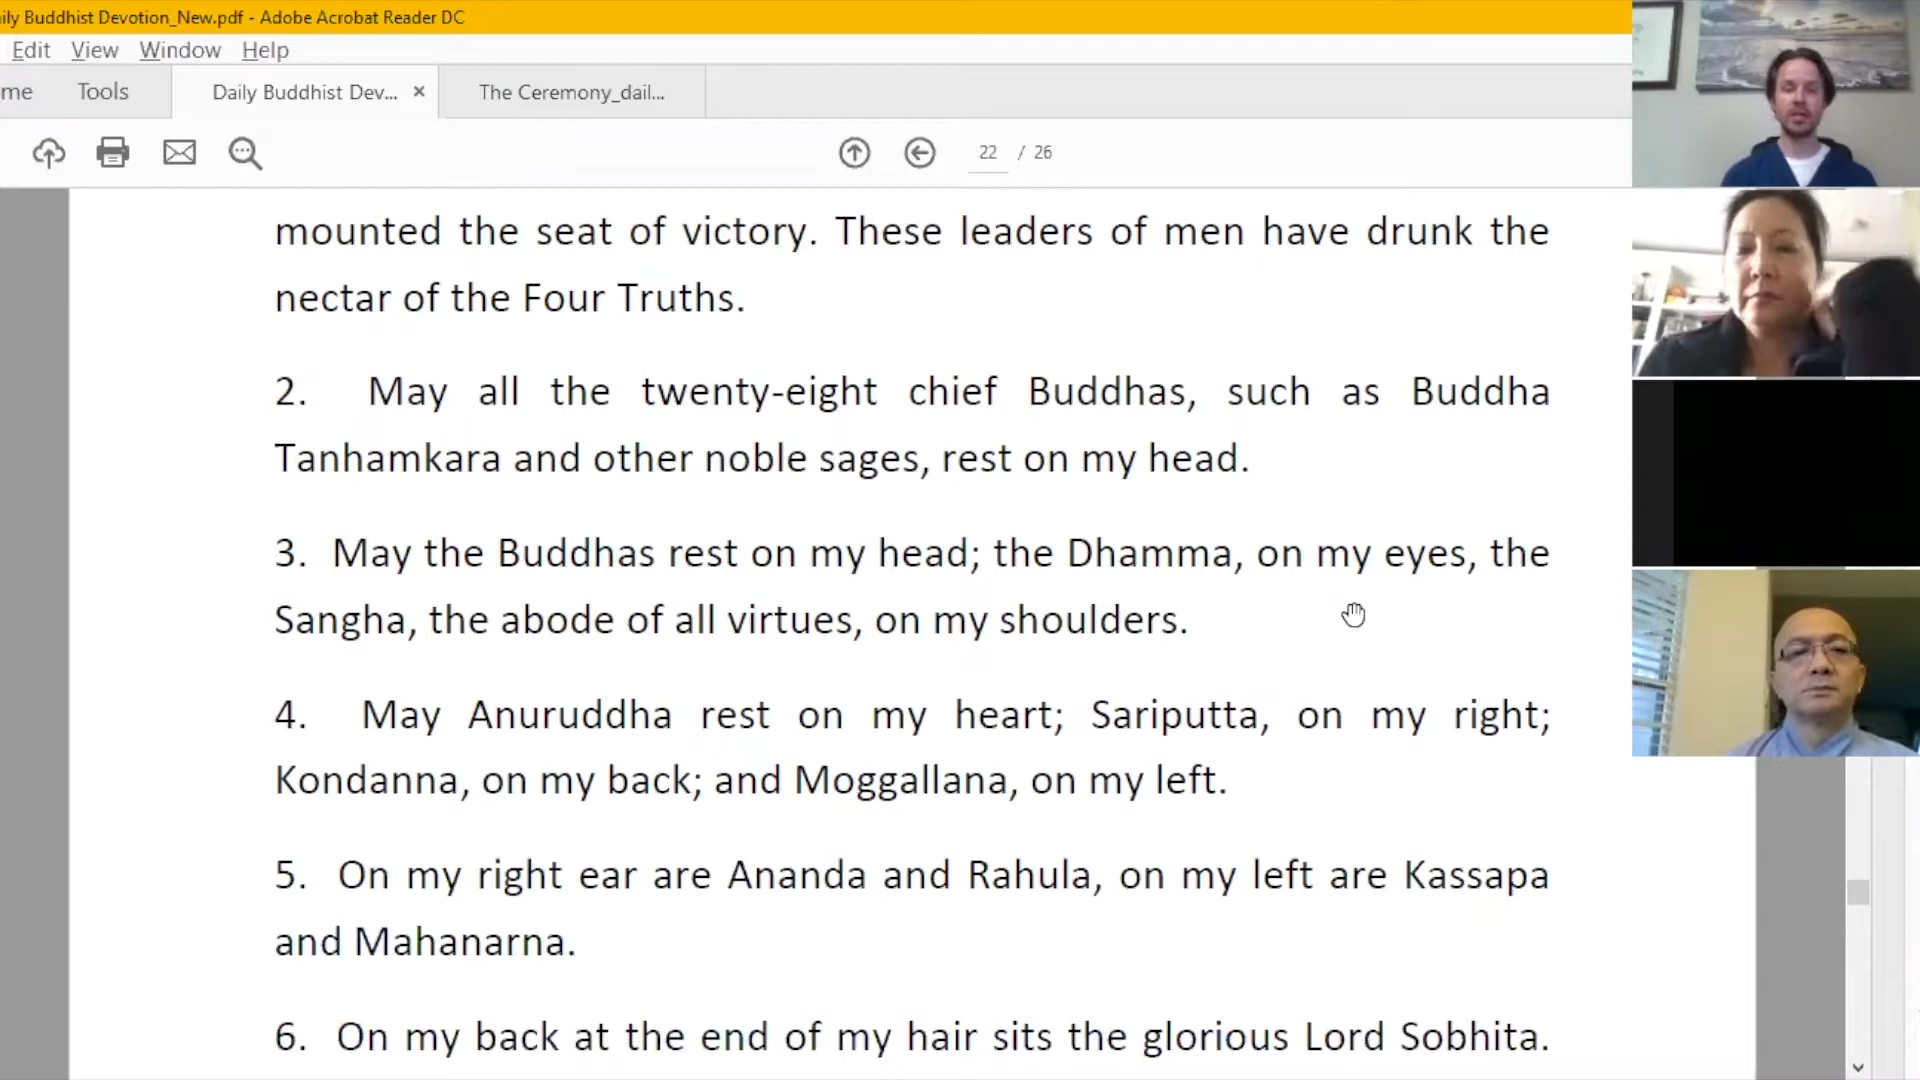 ily Buddhist Devotion_New.pdf - Adobe Acrobat Reader DC
Edit View Window Help
me Tools Daily Buddhist Dev... × The Ceremony_dail...
22 / 26
mounted the seat of victory. These leaders of men have drunk the
nectar of the Four Truths.
2. May all the twenty-eight chief Buddhas, such as Buddha
Tanhamkara and other noble sages, rest on my head.
3. May the Buddhas rest on my head; the Dhamma, on my eyes, the
Sangha, the abode of all virtues, on my shoulders.
4. May Anuruddha rest on my heart; Sariputta, on my right;
Kondanna, on my back; and Moggallana, on my left.
5. On my right ear are Ananda and Rahula, on my left are Kassapa
and Mahanarna.
6. On my back at the end of my hair sits the glorious Lord Sobhita.